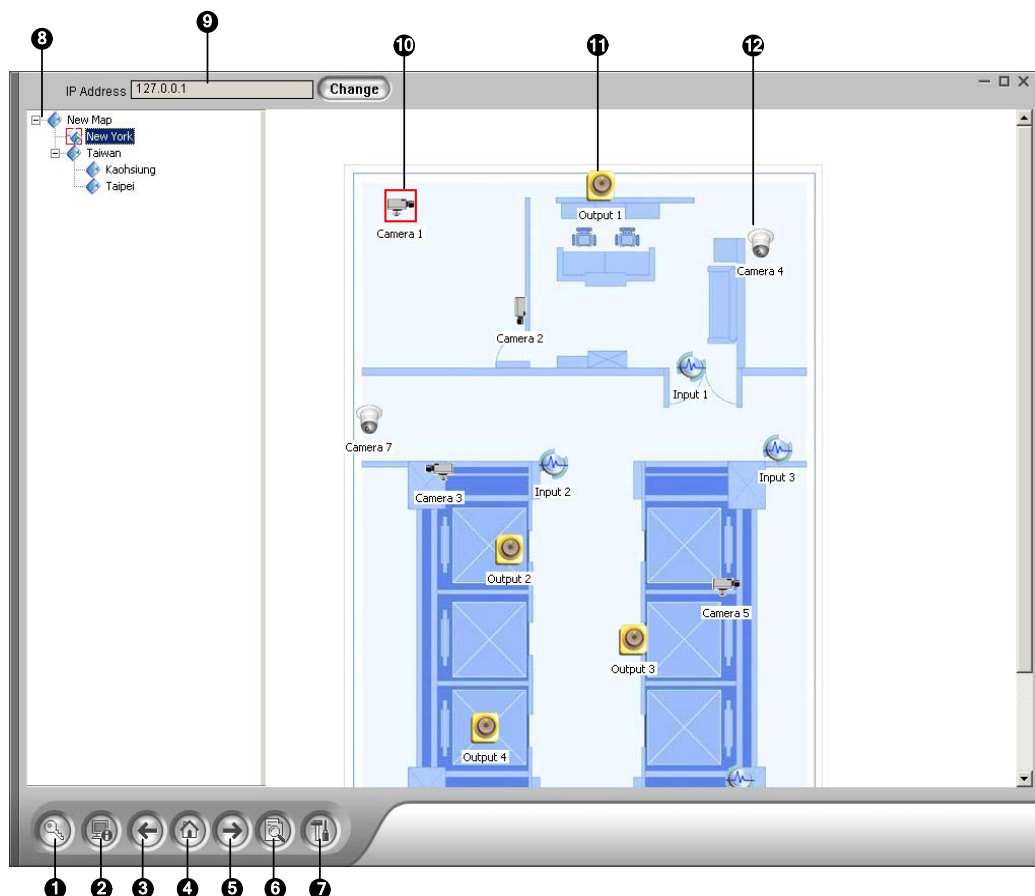 8
9
10
11
12
IP Address 127.0.0.1 Change
New Map
New York
Taiwan
Kaohsiung
Taipei
Output 1
Camera 1
Camera 4
Camera 2
Input 1
Camera 7
Input 3
Input 2
Camera 3
Output 2
Camera 5
Output 3
Output 4
1
2
3
4
5
6
7